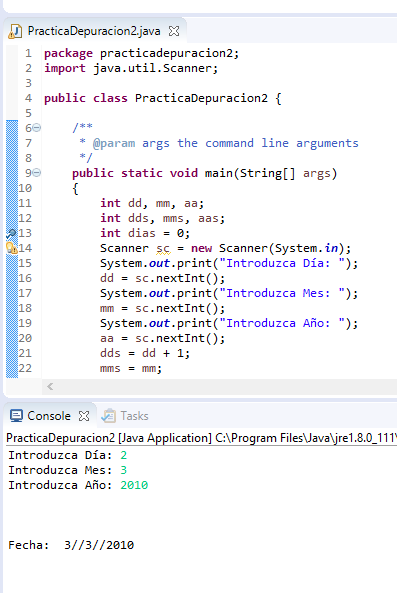 PracticaDepuracion2.java
1 package practicadepuracion2;
2 import java.util.Scanner;
3
4 public class PracticaDepuracion2 {
5
6 /**
7 * @param args the command line arguments
8 */
9 public static void main(String[] args)
10 {
11 int dd, mm, aa;
12 int dds, mms, aas;
13 int dias = 0;
14 Scanner sc = new Scanner(System.in);
15 System.out.print("Introduzca Día: ");
16 dd = sc.nextInt();
17 System.out.print("Introduzca Mes: ");
18 mm = sc.nextInt();
19 System.out.print("Introduzca Año: ");
20 aa = sc.nextInt();
21 dds = dd + 1;
22 mms = mm;
Console Tasks
PracticaDepuracion2 [Java Application] C:\Program Files\Java\jre1.8.0_111\
Introduzca Día: 2
Introduzca Mes: 3
Introduzca Año: 2010
Fecha: 3//3//2010